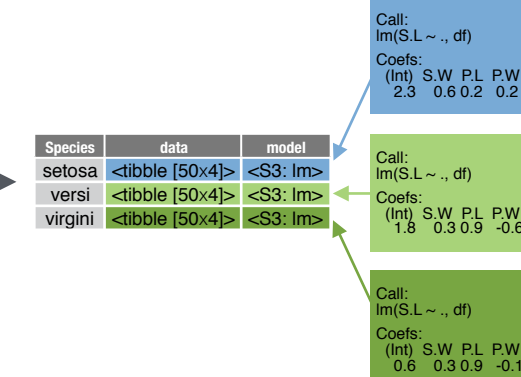 Call:
lm(S.L ~ ., df)
Coefs:
(Int) S.W P.L P.W
2.3 0.6 0.2 0.2
Species data model
setosa <tibble [50x4]> <S3: lm>
versi <tibble [50x4]> <S3: lm>
virgini <tibble [50x4]> <S3: lm>
Call:
lm(S.L ~ ., df)
Coefs:
(Int) S.W P.L P.W
1.8 0.3 0.9 -0.6
Call:
lm(S.L ~ ., df)
Coefs:
(Int) S.W P.L P.W
0.6 0.3 0.9 -0.1